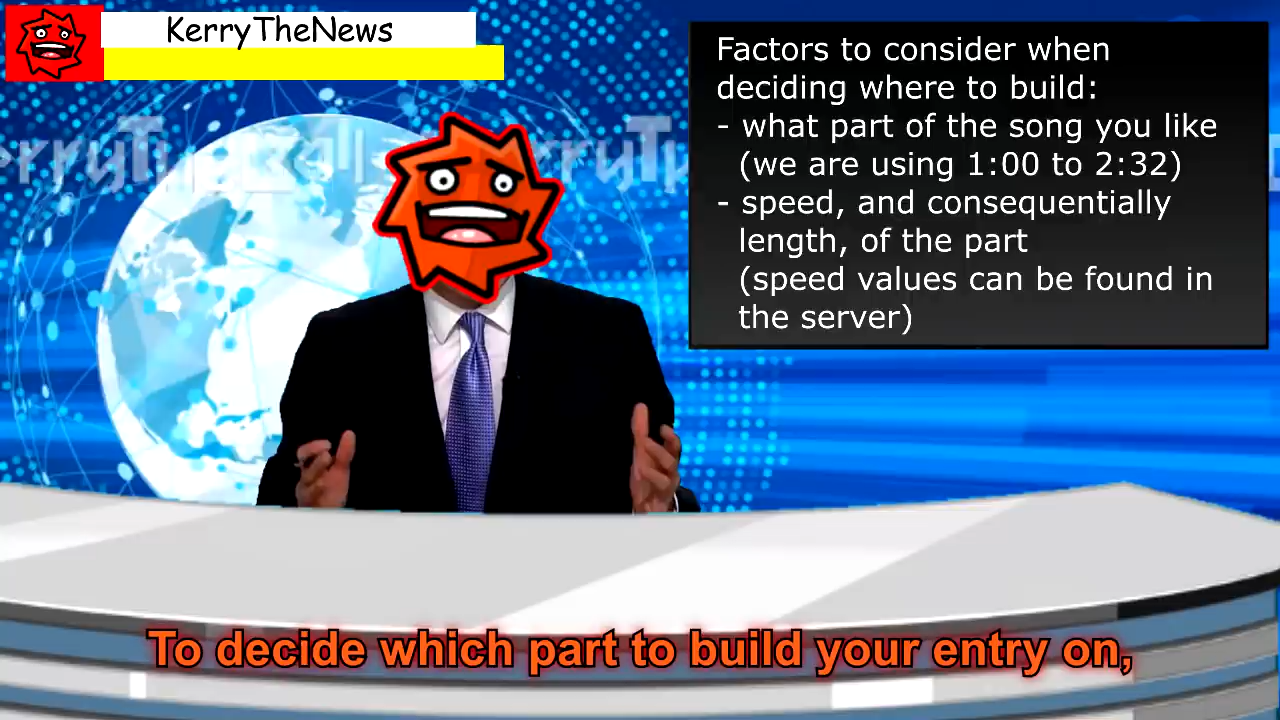 KerryTheNews
Factors to consider when
deciding where to build:
- what part of the song you like
(we are using 1:00 to 2:32)
- speed, and consequentially
length, of the part
(speed values can be found in
the server)
To decide which part to build your entry on,